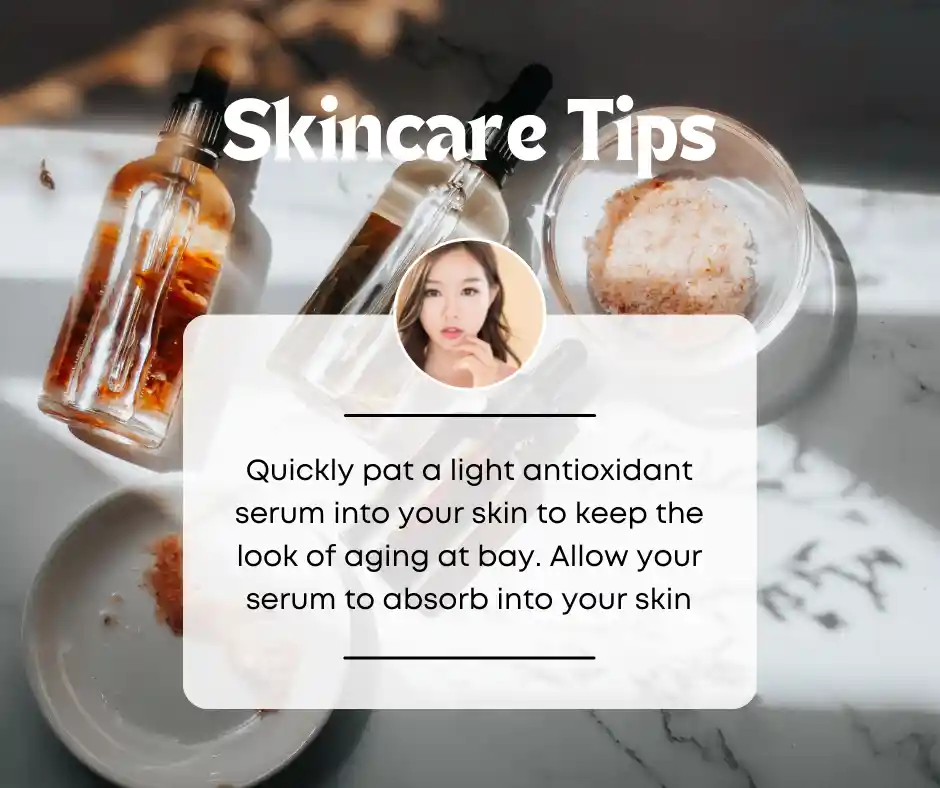 Skincare Tips
Quickly pat a light antioxidant
serum into your skin to keep the
look of aging at bay. Allow your
serum to absorb into your skin